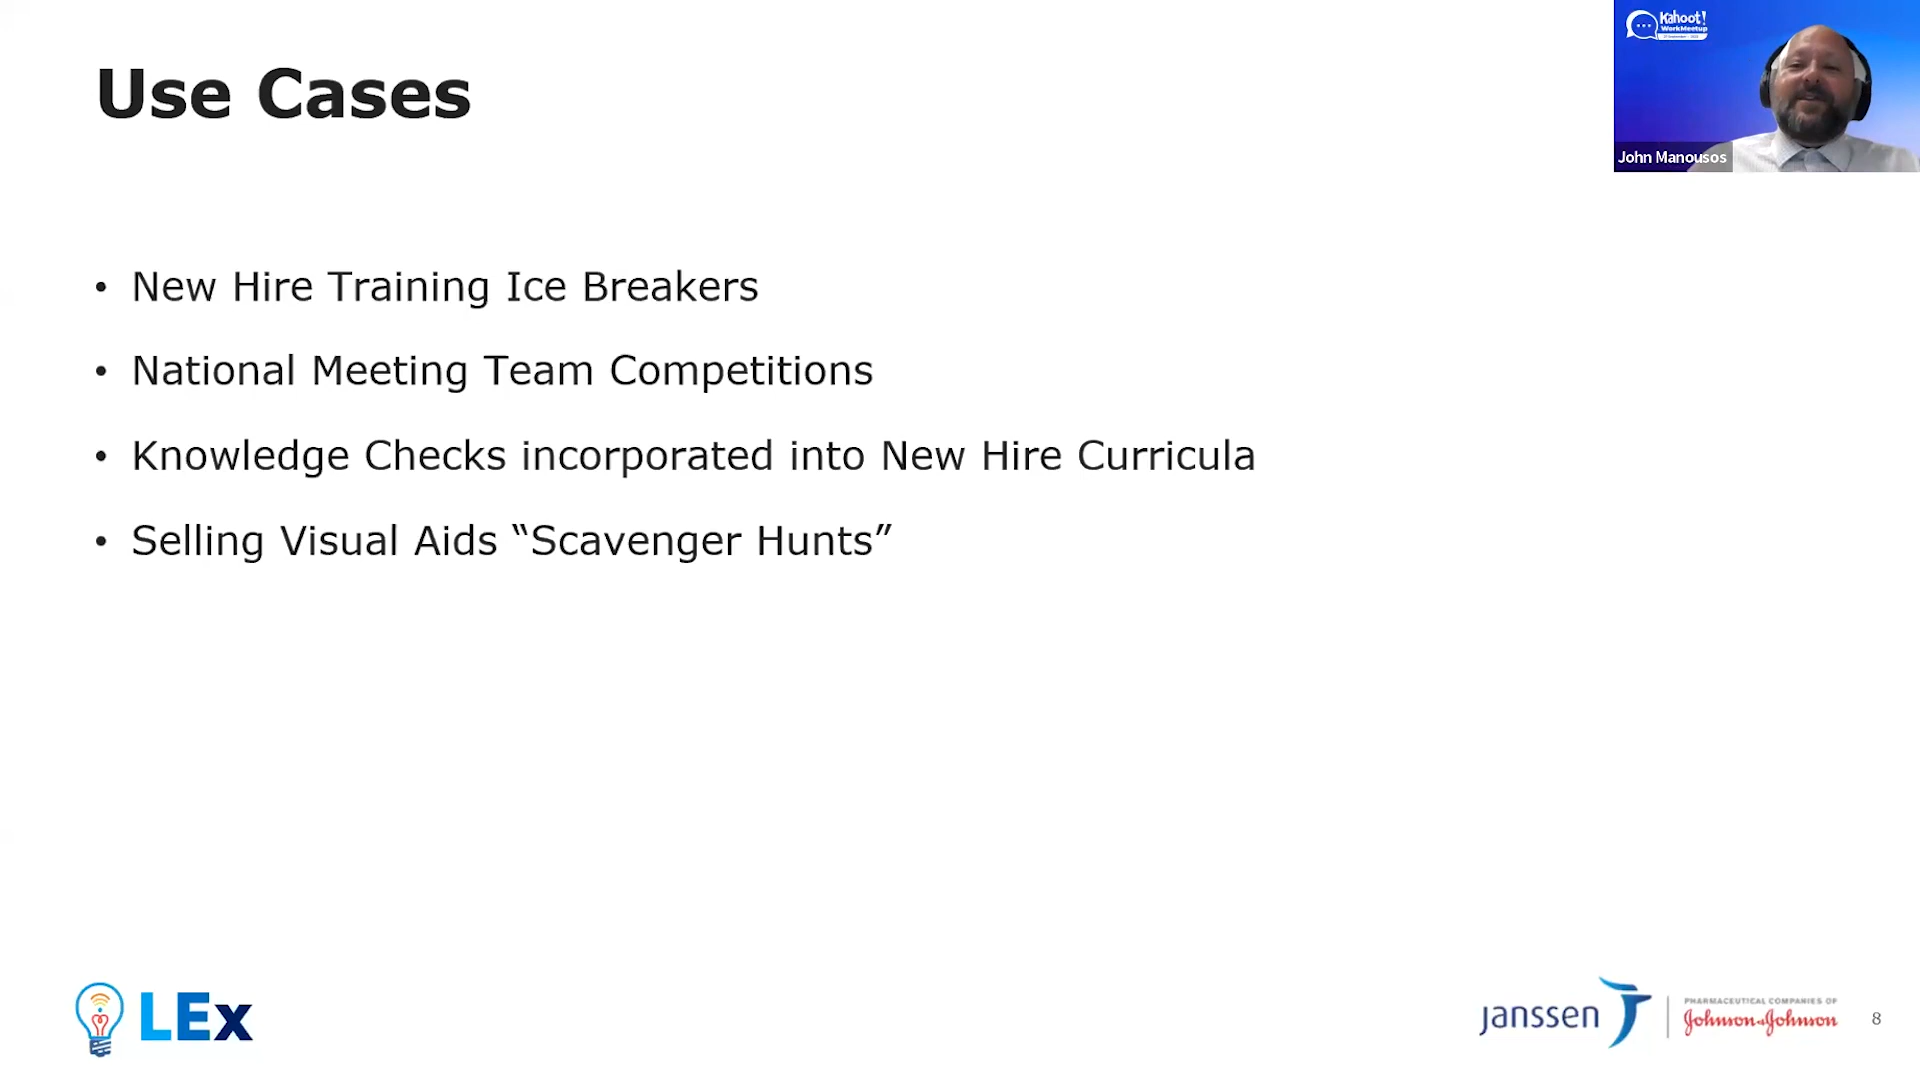 Use Cases
Kahoot!
WorkMeetup
John Manousos
• New Hire Training Ice Breakers
• National Meeting Team Competitions
• Knowledge Checks incorporated into New Hire Curricula
• Selling Visual Aids “Scavenger Hunts”
LEx
janssen
PHARMACEUTICAL COMPANIES OF
Johnson & Johnson
8